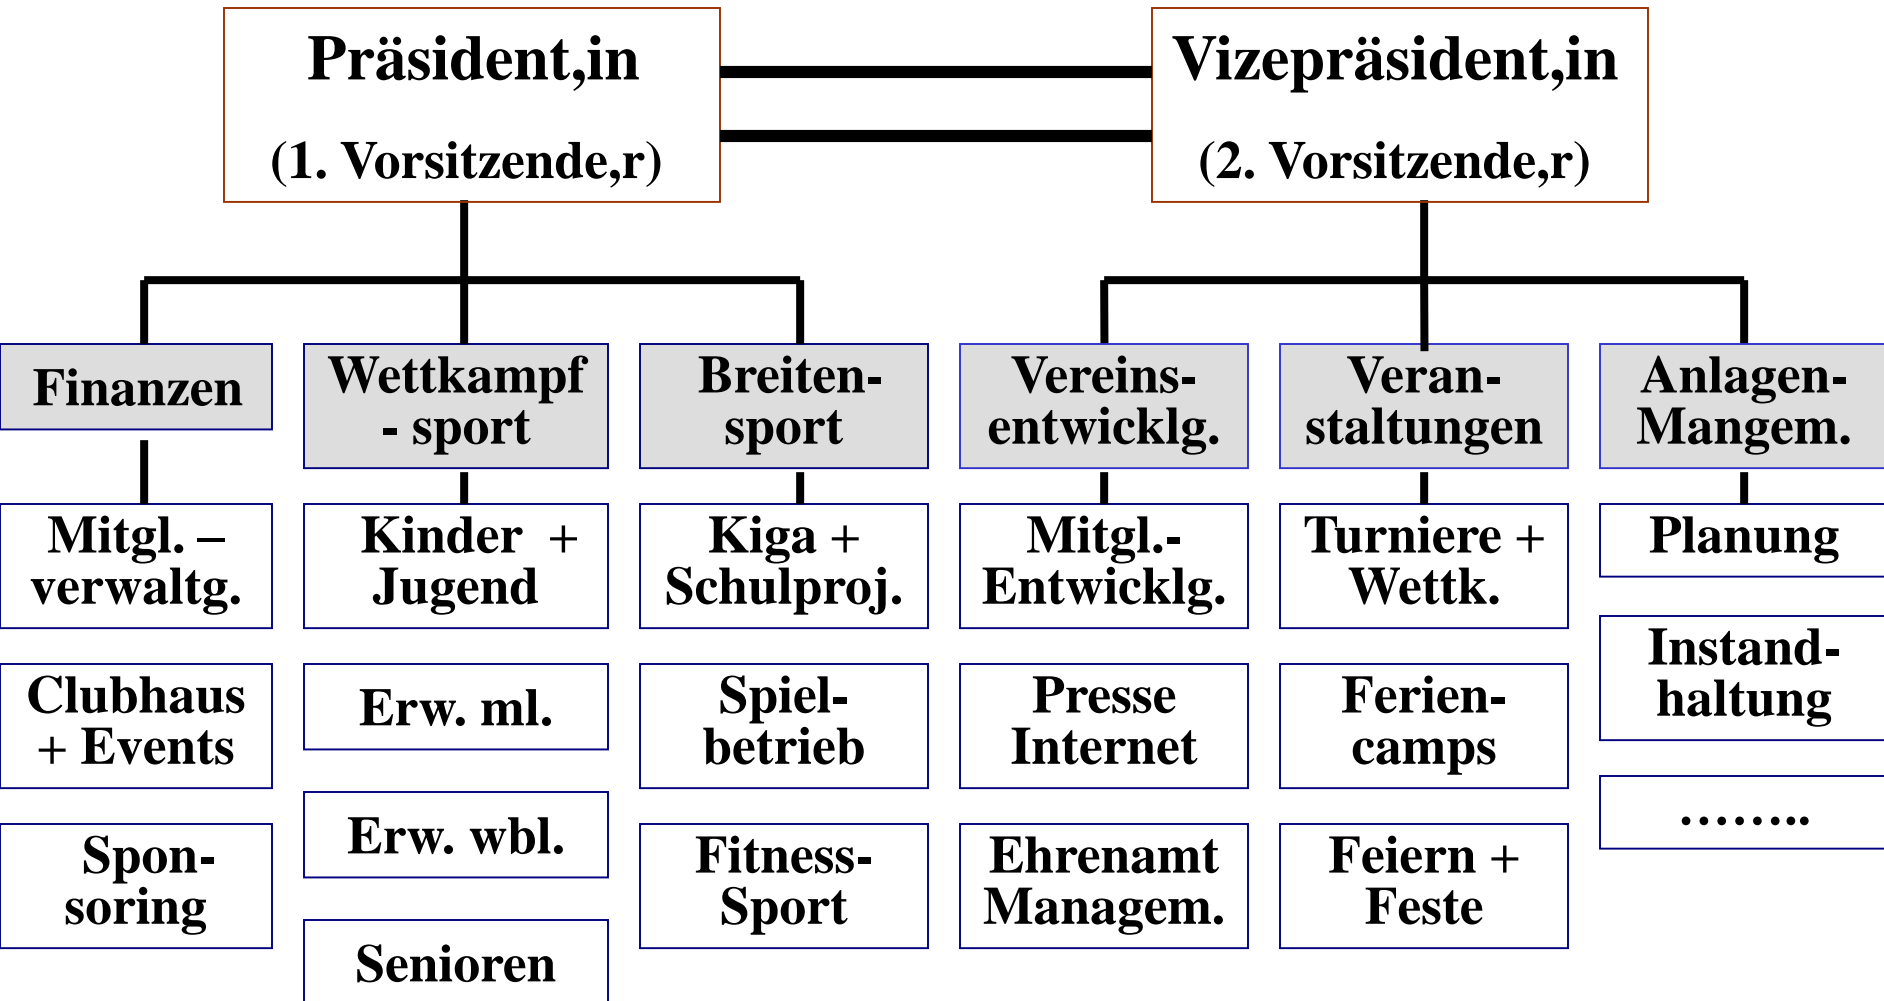 Präsident,in
(1. Vorsitzende,r)
Vizepräsident,in
(2. Vorsitzende,r)
Finanzen
Wettkampf
- sport
Breiten-
sport
Vereins-
entwicklg.
Veran-
staltungen
Anlagen-
Mangem.
Mitgl. –
verwaltg.
Kinder +
Jugend
Kiga +
Schulproj.
Mitgl.-
Entwicklg.
Turniere +
Wettk.
Planung
Clubhaus
+ Events
Erw. ml.
Spiel-
betrieb
Presse
Internet
Ferien-
camps
Instand-
haltung
Spon-
soring
Erw. wbl.
Fitness-
Sport
Ehrenamt
Managem.
Feiern +
Feste
……...
Senioren